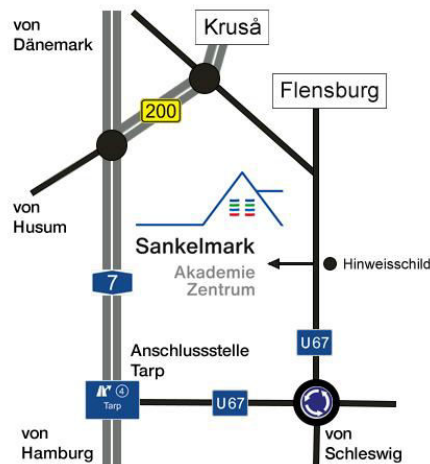 von
Dänemark
Kruså
200
Flensburg
von
Husum
Sankelmark
Akademie
Zentrum
Hinweisschild
7
U67
Anschlussstelle
Tarp
4
Tarp
U67
von
Hamburg
von
Schleswig